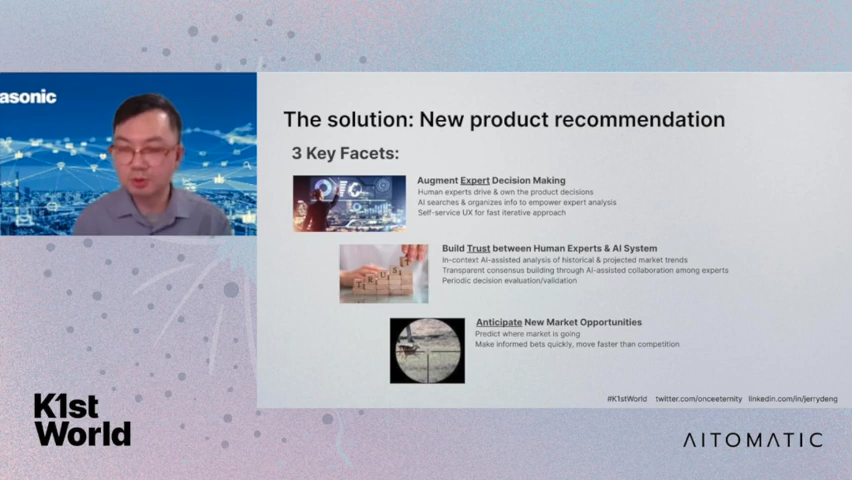 asonic
The solution: New product recommendation
3 Key Facets:
Augment Expert Decision Making
Human experts drive & own the product decisions
AI searches & organizes info to empower expert analysis
Self-service UX for fast iterative approach
TRUST
Build Trust between Human Experts & AI System
In-context AI-assisted analysis of historical & projected market trends
Transparent consensus building through AI-assisted collaboration among experts
Periodic decision evaluation/validation
Anticipate New Market Opportunities
Predict where market is going
Make informed bets quickly, move faster than competition
#K1stWorld twitter.com/onceeternity linkedin.com/in/jerrydeng
K1st
World
AITOMATIC